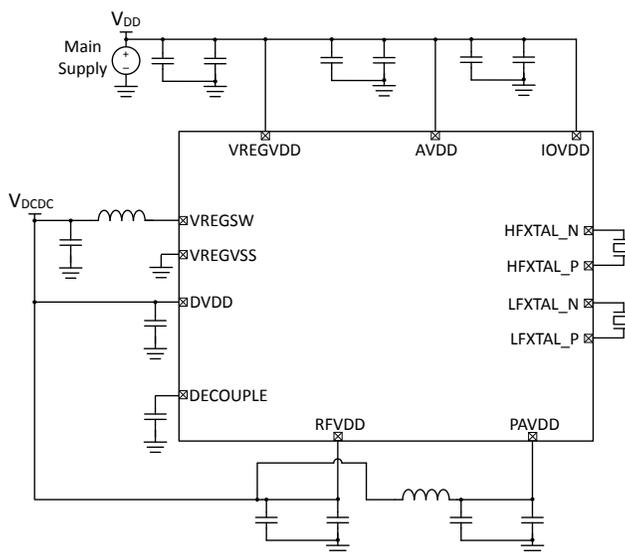 VDD
Main
Supply
+
−
VREGVDD
AVDD
IOVDD
VDCDC
VREGSW
VREGVSS
DVDD
DECOUPLE
HFXTAL_N
HFXTAL_P
LFXTAL_N
LFXTAL_P
RFVDD
PAVDD